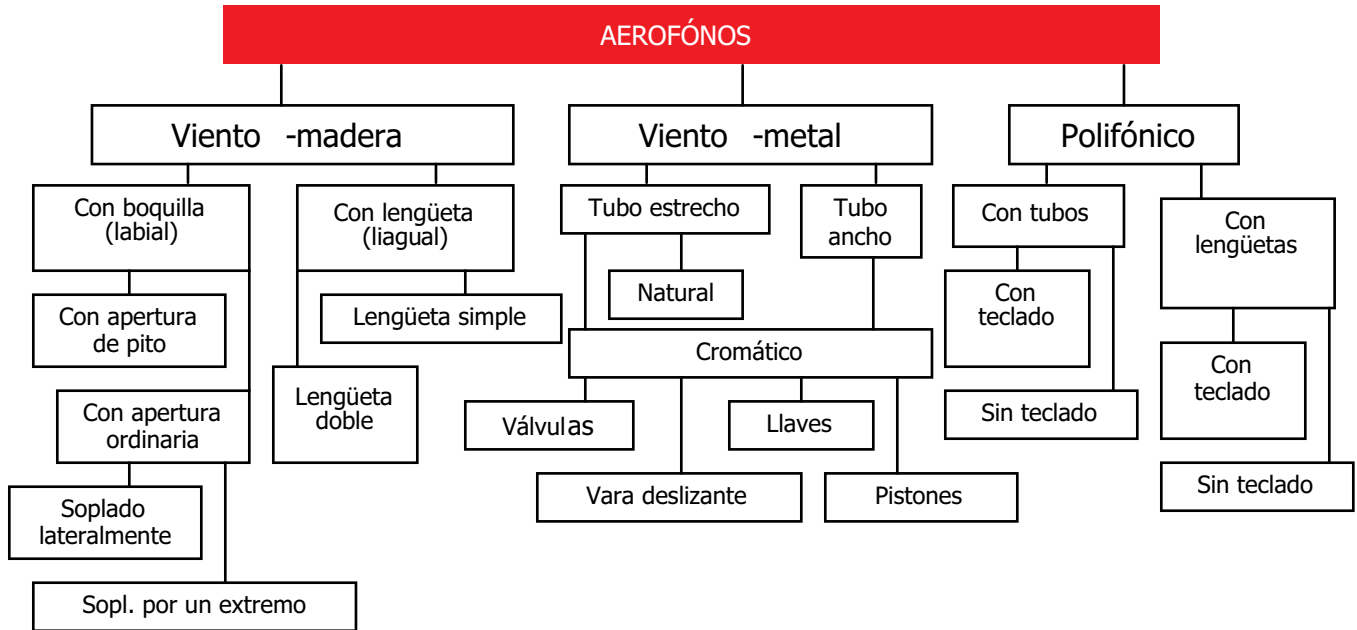 AEROFÓNOS
Viento -madera
Viento -metal
Polifónico
Con boquilla
(labial)
Con lengüeta
(liagual)
Tubo estrecho
Tubo
ancho
Con tubos
Con
lengüetas
Con apertura
de pito
Lengüeta simple
Natural
Con
teclado
Cromático
Con
teclado
Con apertura
ordinaria
Lengüeta
doble
Válvulas
Llaves
Sin teclado
Soplado
lateralmente
Vara deslizante
Pistones
Sin teclado
Sopl. por un extremo